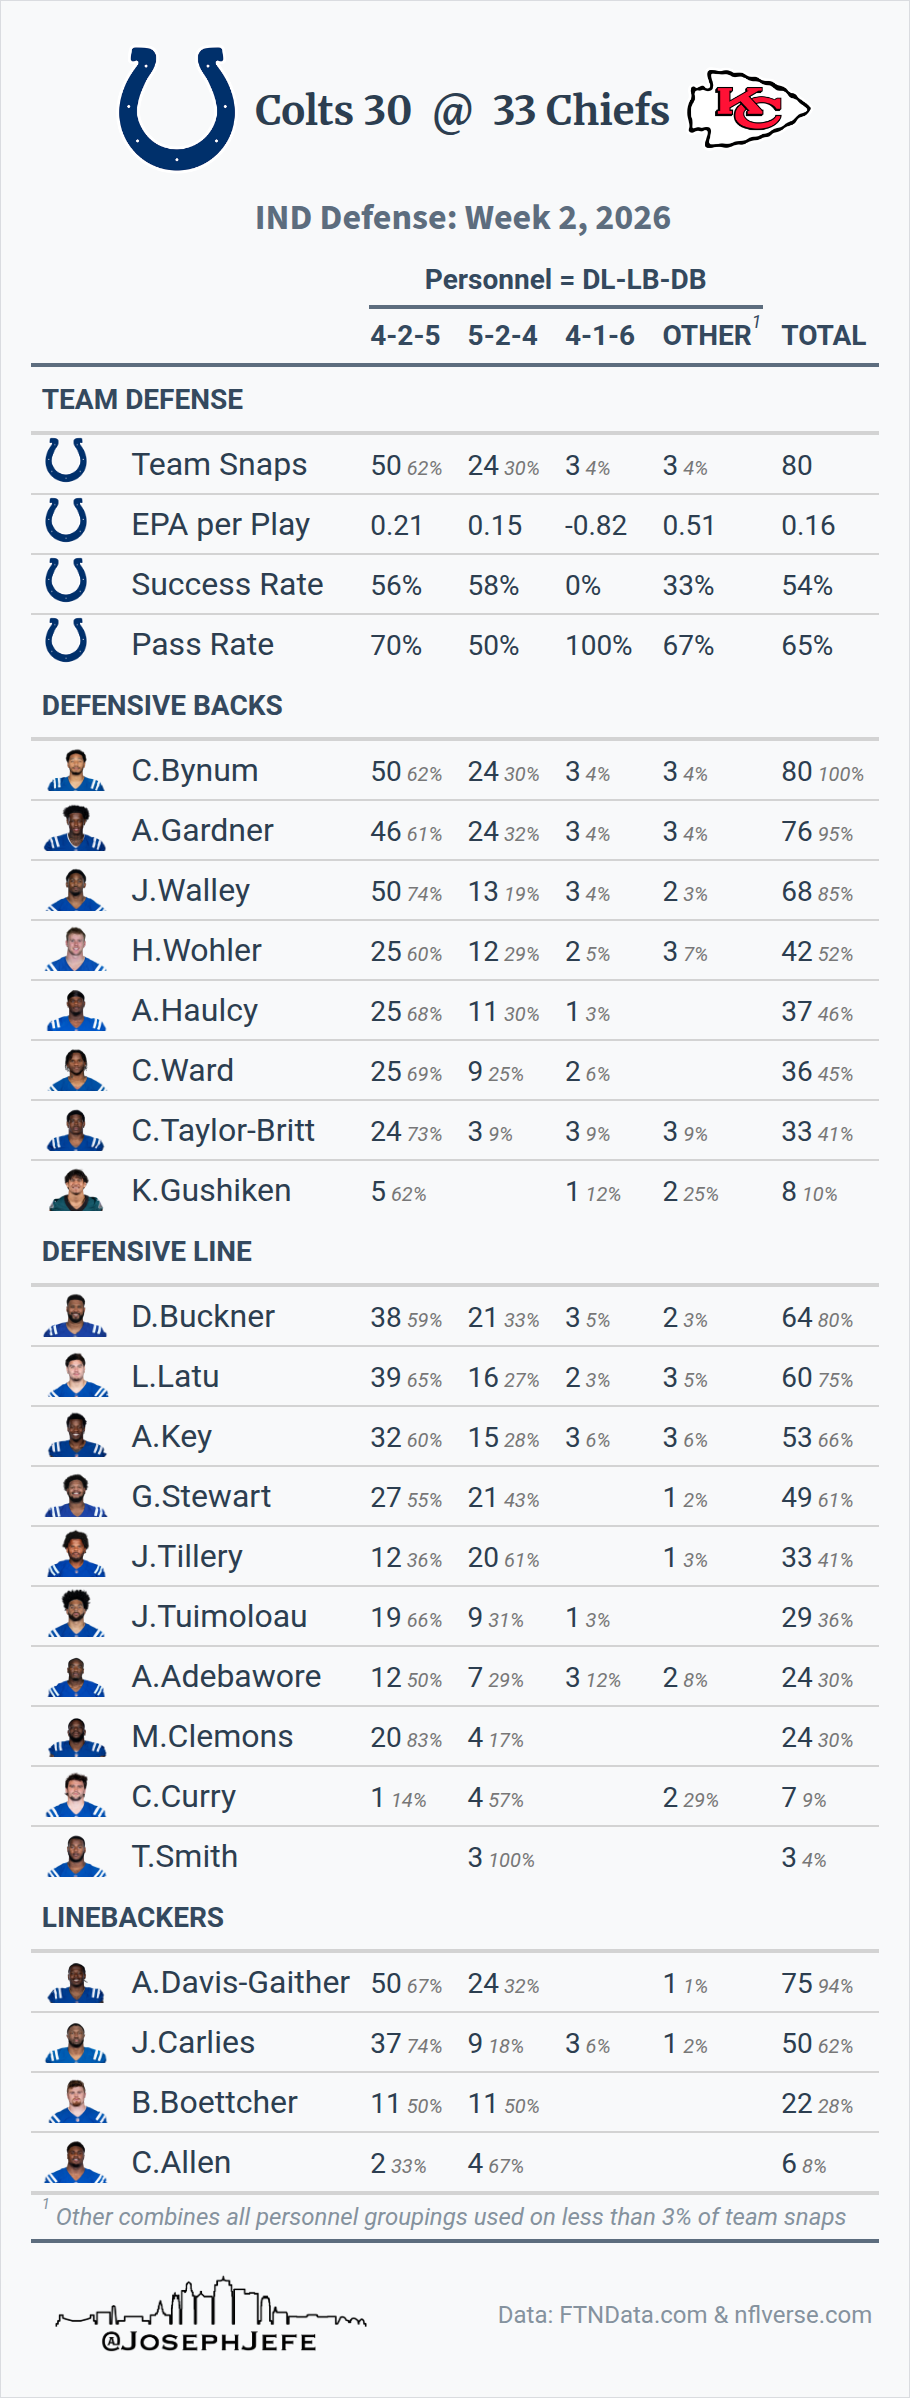 Colts 30 @ 33 Chiefs
KC
IND Defense: Week 2, 2026
Personnel = DL-LB-DB
4-2-5 5-2-4 4-1-6 OTHER1 TOTAL
TEAM DEFENSE
Team Snaps 50 62% 24 30% 3 4% 3 4% 80
EPA per Play 0.21 0.15 -0.82 0.51 0.16
Success Rate 56% 58% 0% 33% 54%
Pass Rate 70% 50% 100% 67% 65%
DEFENSIVE BACKS
C.Bynum 50 62% 24 30% 3 4% 3 4% 80 100%
A.Gardner 46 61% 24 32% 3 4% 3 4% 76 95%
J.Walley 50 74% 13 19% 3 4% 2 3% 68 85%
H.Wohler 25 60% 12 29% 2 5% 3 7% 42 52%
A.Haulcy 25 68% 11 30% 1 3% 37 46%
C.Ward 25 69% 9 25% 2 6% 36 45%
C.Taylor-Britt 24 73% 3 9% 3 9% 3 9% 33 41%
K.Gushiken 5 62% 1 12% 2 25% 8 10%
DEFENSIVE LINE
D.Buckner 38 59% 21 33% 3 5% 2 3% 64 80%
L.Latu 39 65% 16 27% 2 3% 3 5% 60 75%
A.Key 32 60% 15 28% 3 6% 3 6% 53 66%
G.Stewart 27 55% 21 43% 1 2% 49 61%
J.Tillery 12 36% 20 61% 1 3% 33 41%
J.Tuimoloau 19 66% 9 31% 1 3% 29 36%
A.Adebawore 12 50% 7 29% 3 12% 2 8% 24 30%
M.Clemons 20 83% 4 17% 24 30%
C.Curry 1 14% 4 57% 2 29% 7 9%
T.Smith 3 100% 3 4%
LINEBACKERS
A.Davis-Gaither 50 67% 24 32% 1 1% 75 94%
J.Carlies 37 74% 9 18% 3 6% 1 2% 50 62%
B.Boettcher 11 50% 11 50% 22 28%
C.Allen 2 33% 4 67% 6 8%
1 Other combines all personnel groupings used on less than 3% of team snaps
@JOSEPHJEFE
Data: FTNData.com & nflverse.com